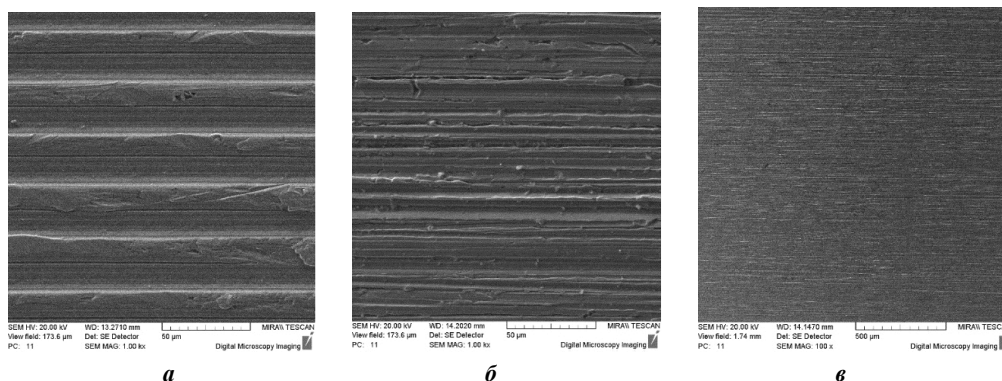 SEM HV: 20.00 kV WD: 13.2710 mm MIRA\\ TESCAN
View field: 173.6 µm Det: SE Detector 50 µm
PC: 11 SEM MAG: 1.00 kx Digital Microscopy Imaging
SEM HV: 20.00 kV WD: 14.2020 mm MIRA\\ TESCAN
View field: 173.6 µm Det: SE Detector 50 µm
PC: 11 SEM MAG: 1.00 kx Digital Microscopy Imaging
SEM HV: 20.00 kV WD: 14.1470 mm MIRA\\ TESCAN
View field: 1.74 mm Det: SE Detector 500 µm
PC: 11 SEM MAG: 100 x Digital Microscopy Imaging
а б в